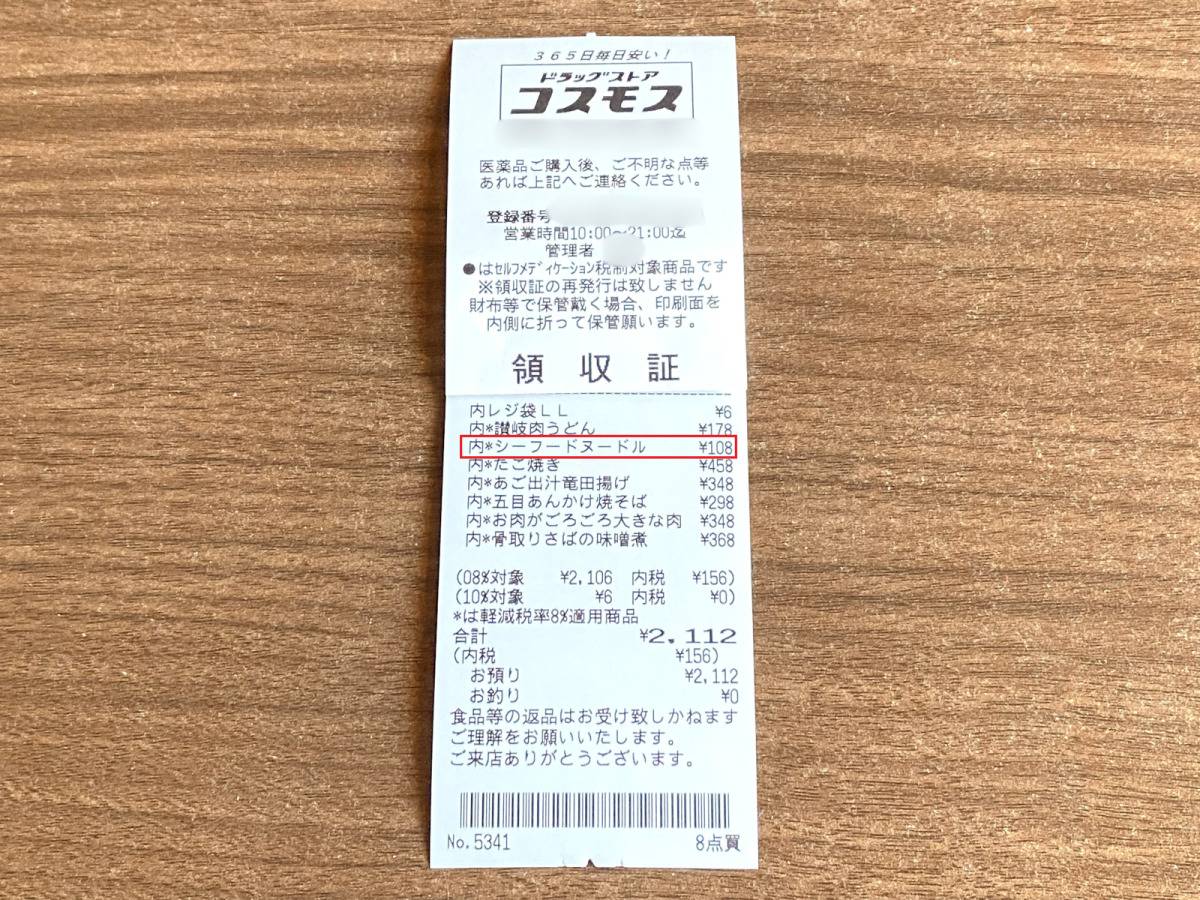 365日毎日安い!
ドラッグストア
コスモス
医薬品ご購入後、ご不明な点等
あれば上記へご連絡ください。
登録番号
営業時間10:00〜21:00迄
管理者
●はセルフメディケーション税制対象商品です
※領収証の再発行は致しません
財布等で保管戴く場合、印刷面を
内側に折って保管願います。
領収証
内レジ袋LL ¥6
内*讃岐肉うどん ¥178
内*シーフードヌードル ¥108
内*たこ焼き ¥458
内*あご出汁竜田揚げ ¥348
内*五目あんかけ焼そば ¥298
内*お肉がごろごろ大きな肉 ¥348
内*骨取りさばの味噌煮 ¥368
(08%対象 ¥2,106 内税 ¥156)
(10%対象 ¥6 内税 ¥0)
*は軽減税率8%適用商品
合計 ¥2,112
(内税 ¥156)
お預り ¥2,112
お釣り ¥0
食品等の返品はお受け致しかねます
ご理解をお願いいたします。
ご来店ありがとうございます。
No.5341 8点買